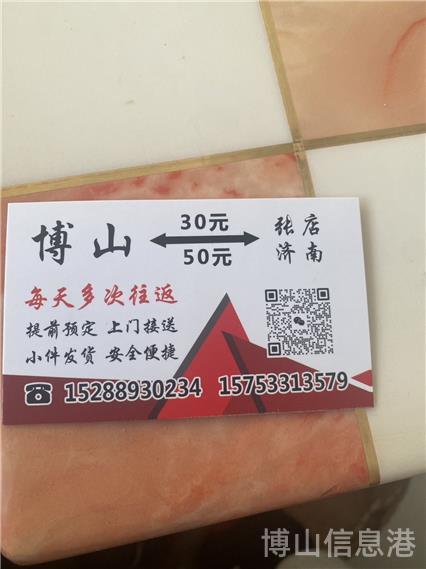 博山
30元
50元
张店
济南
每天多次往返
提前预定 上门接送
小件发货 安全便捷
15288930234 15753313579
博山信息港